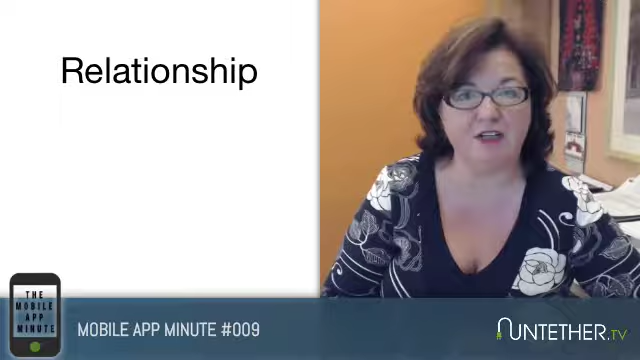 Relationship
THE
MOBILE
APP
MINUTE
MOBILE APP MINUTE #009
UNTETHER.TV